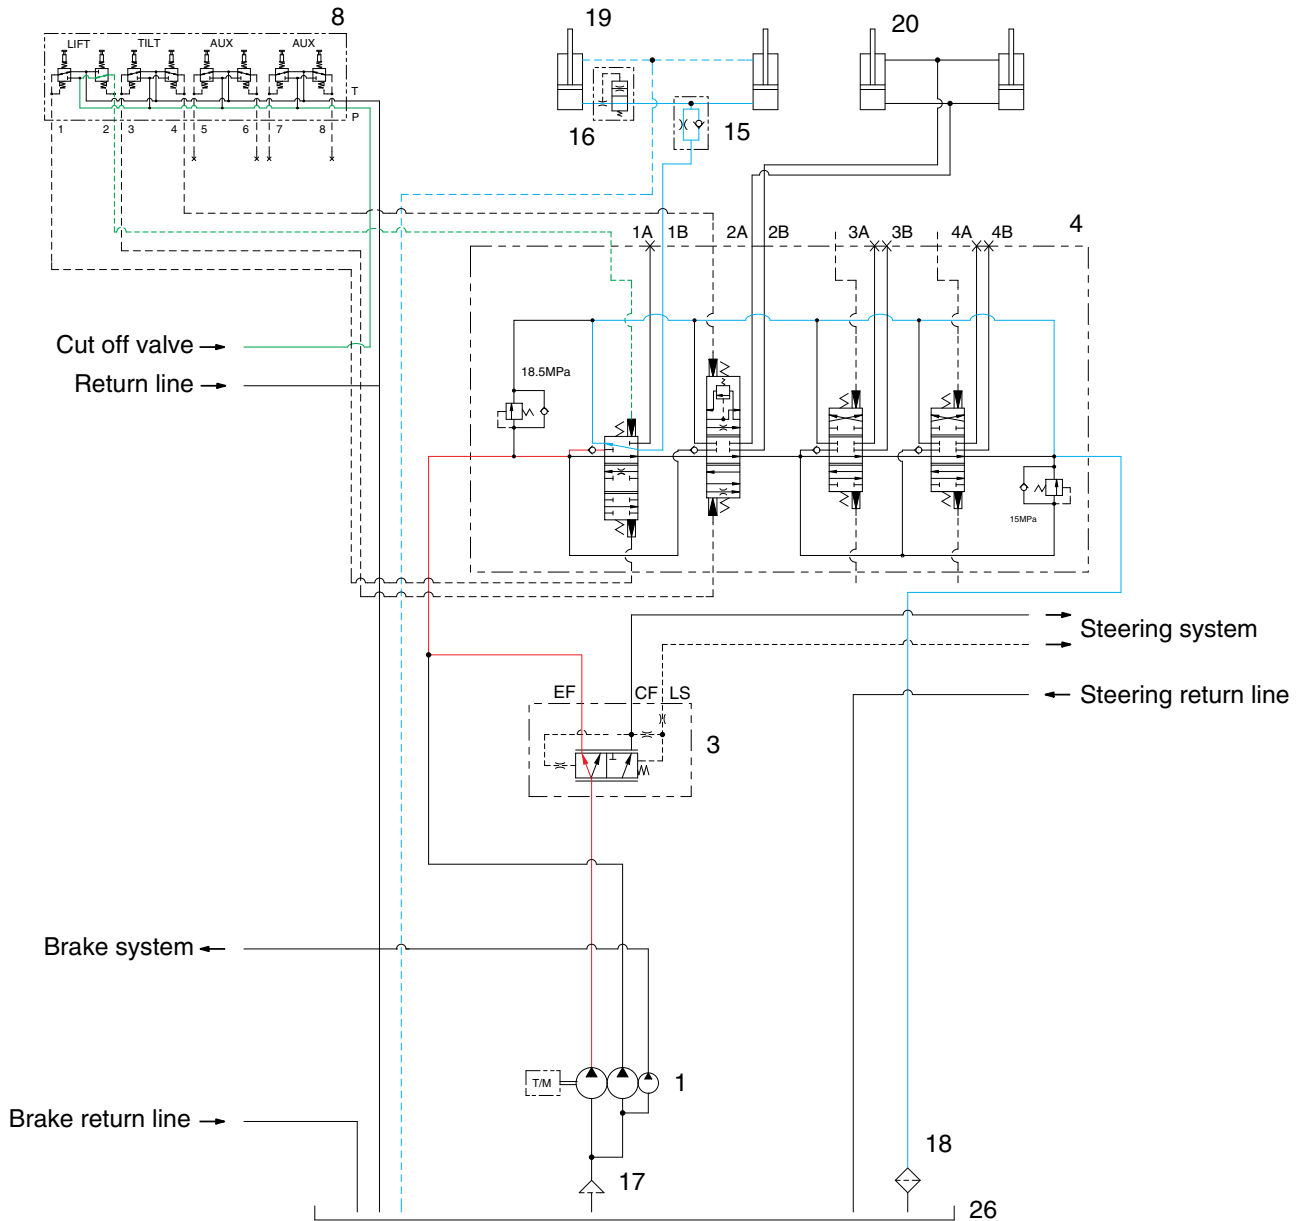 8
19
20
LIFT
TILT
AUX
AUX
T
P
1
2
3
4
5
6
7
8
16
15
1A
1B
2A
2B
3A
3B
4A
4B
4
Cut off valve
Return line
18.5MPa
15MPa
Steering system
EF
CF
LS
Steering return line
3
Brake system
T/M
1
Brake return line
17
18
26